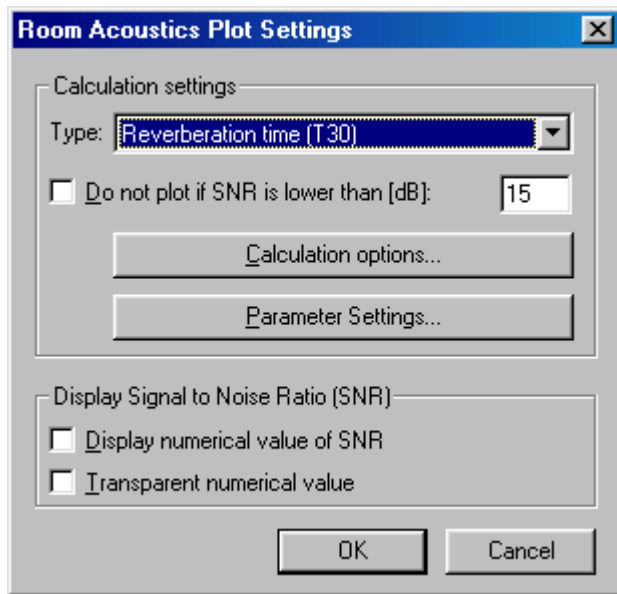 Room Acoustics Plot Settings
Calculation settings
Type: Reverberation time (T30)
Do not plot if SNR is lower than [dB]: 15
Calculation options...
Parameter Settings...
Display Signal to Noise Ratio (SNR)
Display numerical value of SNR
Transparent numerical value
OK Cancel